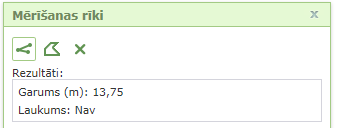 Mērīšanas rīki
x
Rezultāti:
Garums (m): 13,75
Laukums: Nav